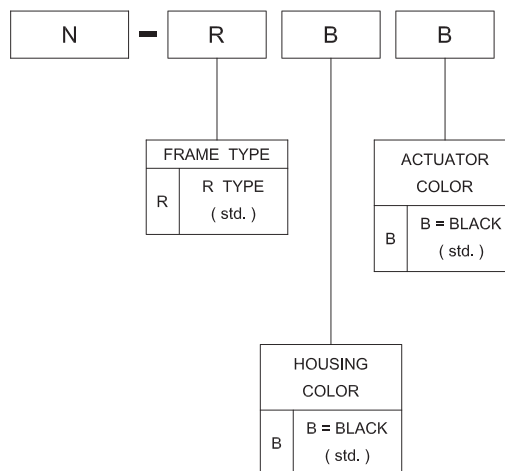 N - R B B
FRAME TYPE
R R TYPE
( std. )
ACTUATOR
COLOR
B B = BLACK
( std. )
HOUSING
COLOR
B B = BLACK
( std. )